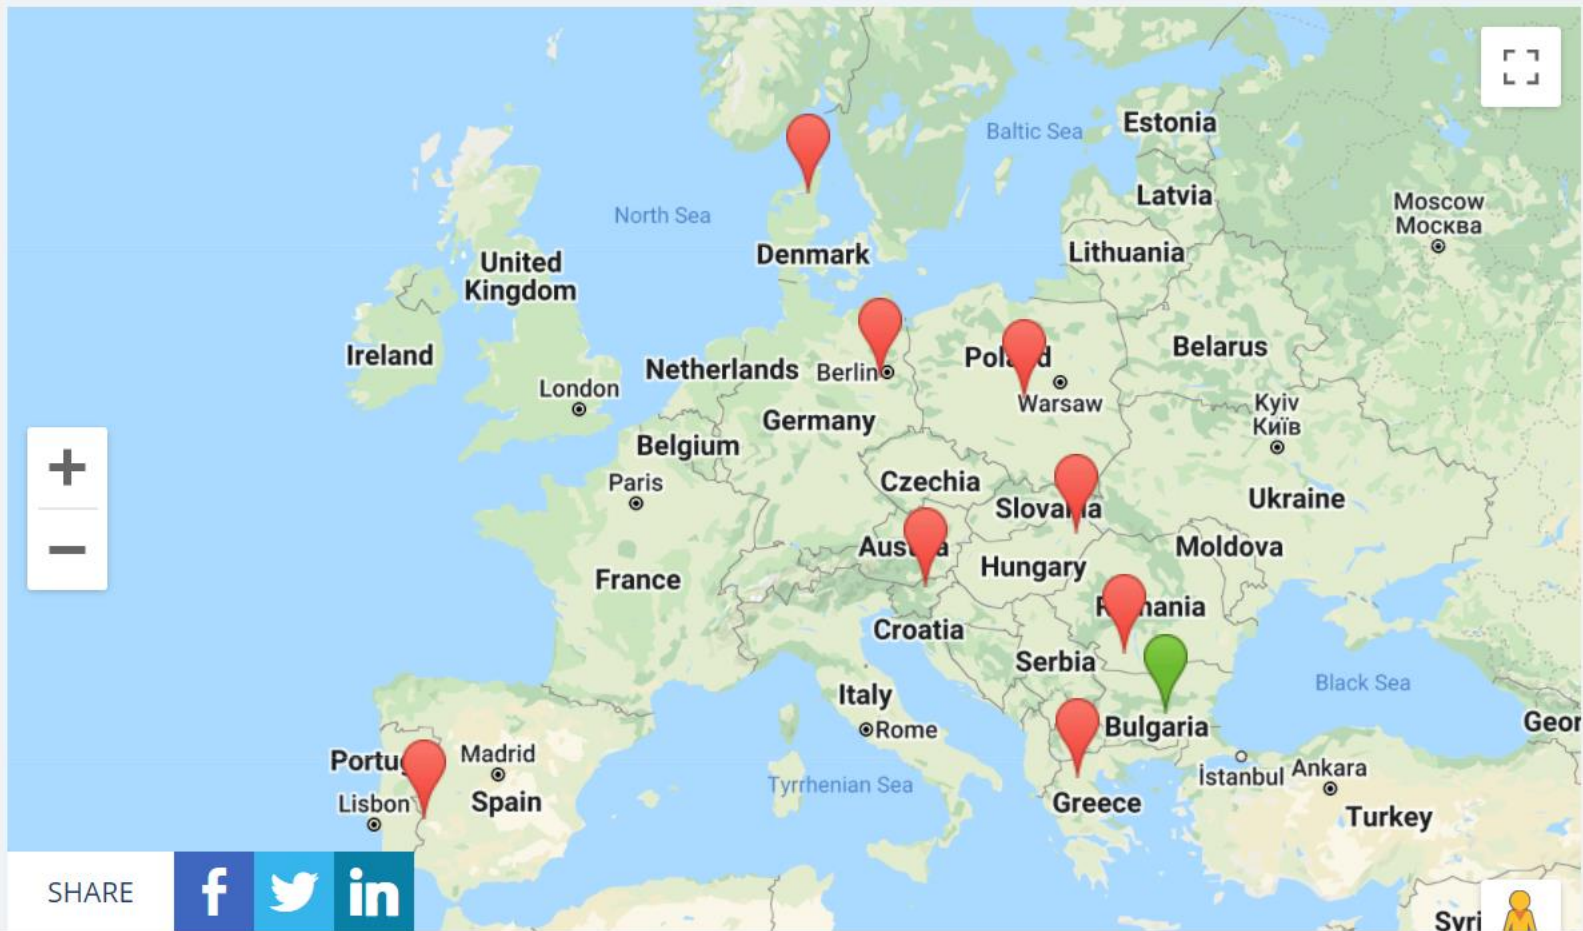 Estonia
Baltic Sea
Latvia
Moscow
Москва
North Sea
Denmark
Lithuania
United
Kingdom
Ireland
Netherlands
Berlin
Belarus
London
Warsaw
Germany
Kyiv
Київ
Belgium
Paris
Czechia
Ukraine
Hungary
Moldova
France
Croatia
Serbia
Italy
Black Sea
Rome
Bulgaria
Madrid
Tyrrhenian Sea
İstanbul
Ankara
Lisbon
Spain
Greece
Turkey
SHARE
f
in